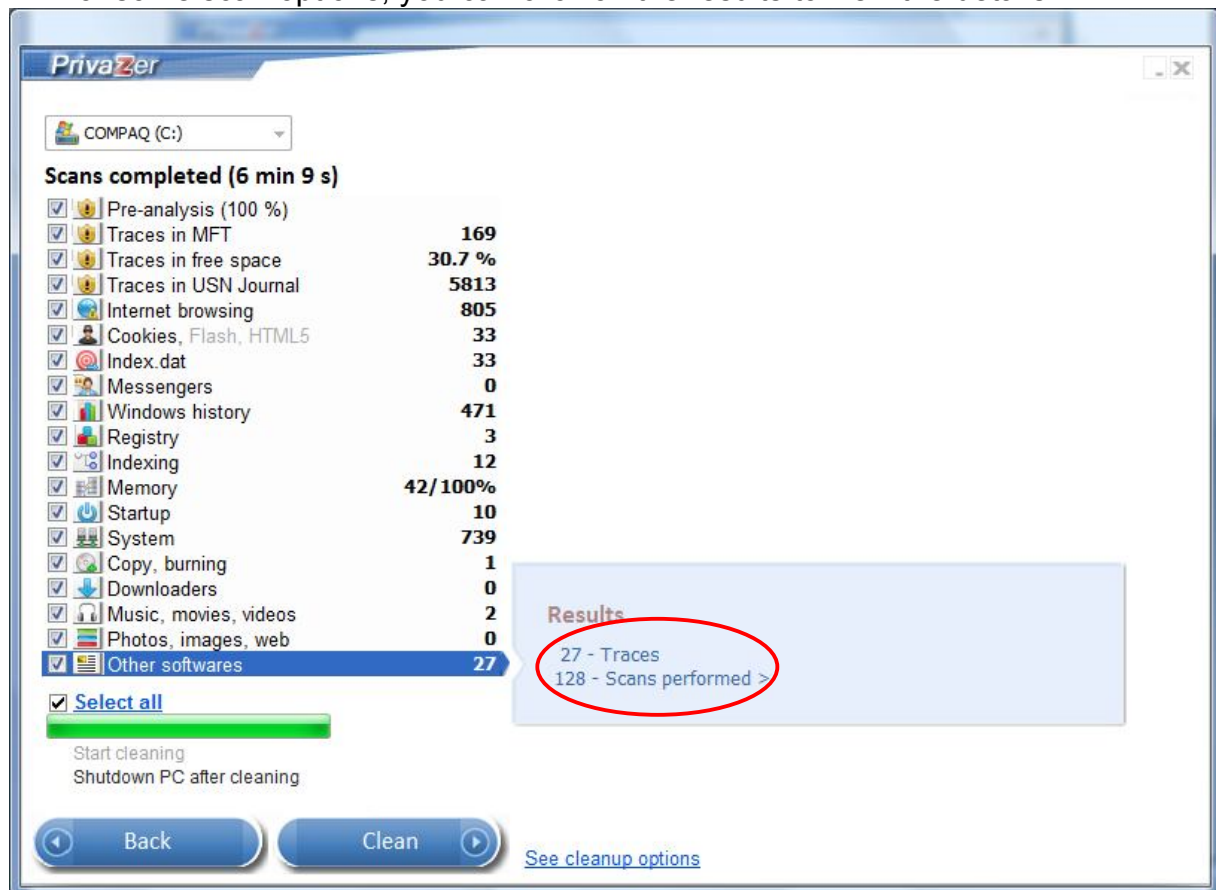 PrivaZer
COMPAQ (C:)
Scans completed (6 min 9 s)
Pre-analysis (100 %)
Traces in MFT 169
Traces in free space 30.7 %
Traces in USN Journal 5813
Internet browsing 805
Cookies, Flash, HTML5 33
Index.dat 33
Messengers 0
Windows history 471
Registry 3
Indexing 12
Memory 42/100%
Startup 10
System 739
Copy, burning 1
Downloaders 0
Music, movies, videos 2
Photos, images, web 0
Other softwares 27
Results
27 - Traces
128 - Scans performed >
Select all
Start cleaning
Shutdown PC after cleaning
Back
Clean
See cleanup options